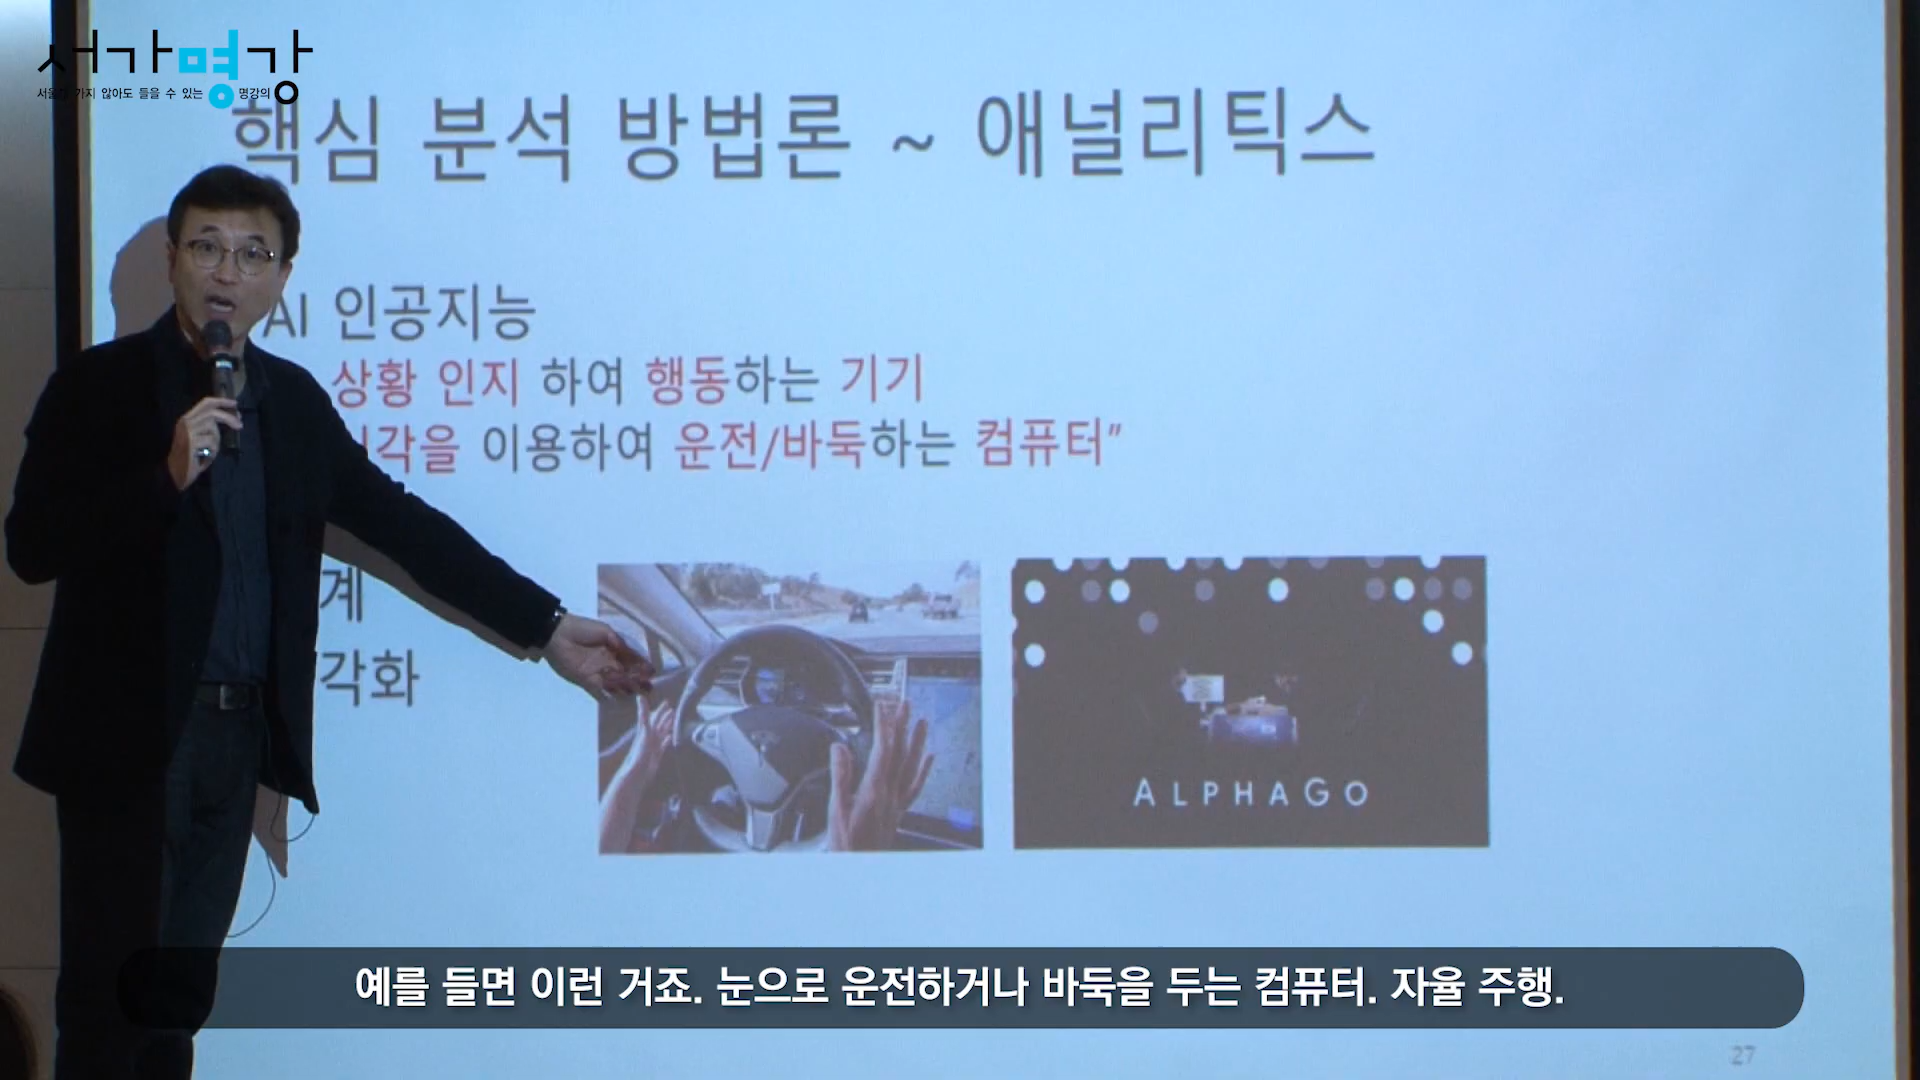 서가명강
서울대 가지 않아도 들을 수 있는 명강의
핵심 분석 방법론 ~ 애널리틱스
AI 인공지능
상황 인지 하여 행동하는 기기
이용하여 운전/바둑하는 컴퓨터”
계
각화
ALPHAGO
예를 들면 이런 거죠. 눈으로 운전하거나 바둑을 두는 컴퓨터. 자율 주행.
27